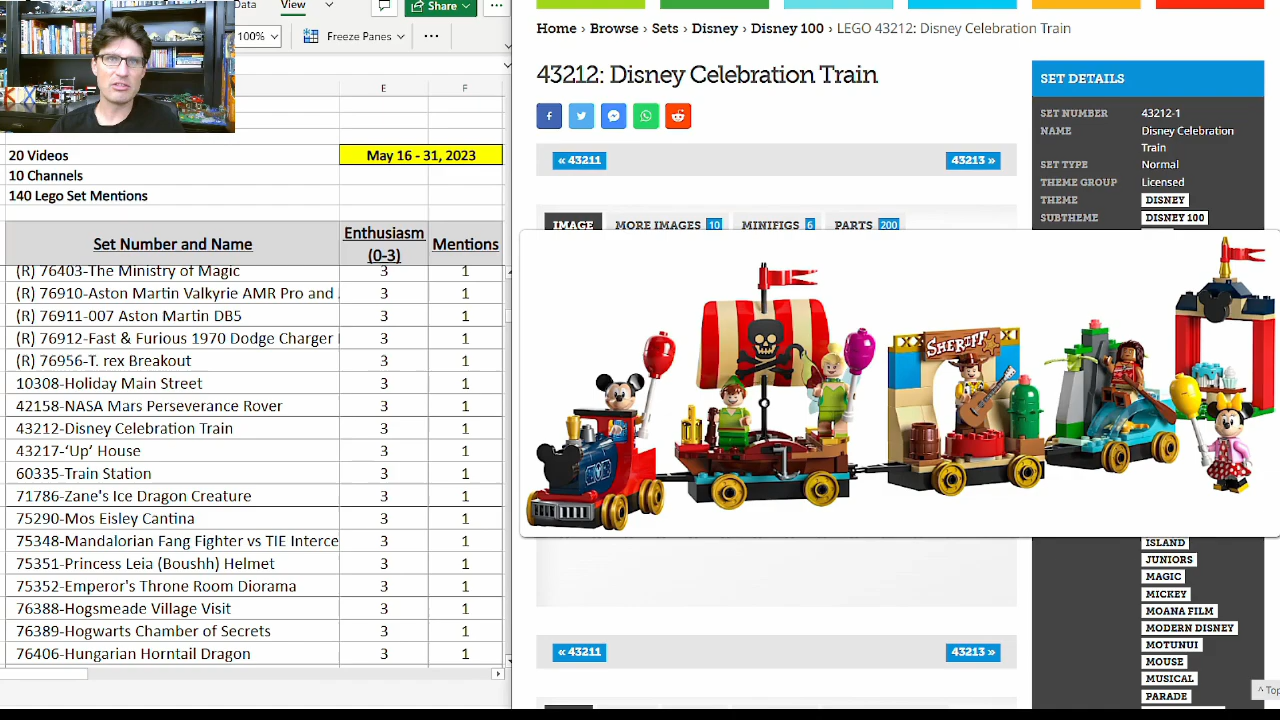 Data
View
Share
100%
Freeze Panes
E
F
20 Videos
May 16 - 31, 2023
10 Channels
140 Lego Set Mentions
Set Number and Name
Enthusiasm
(0-3)
Mentions
(R) 76403-The Ministry of Magic 3 1
(R) 76910-Aston Martin Valkyrie AMR Pro and 3 1
(R) 76911-007 Aston Martin DB5 3 1
(R) 76912-Fast & Furious 1970 Dodge Charger 3 1
(R) 76956-T. rex Breakout 3 1
10308-Holiday Main Street 3 1
42158-NASA Mars Perseverance Rover 3 1
43212-Disney Celebration Train 3 1
43217-‘Up’ House 3 1
60335-Train Station 3 1
71786-Zane's Ice Dragon Creature 3 1
75290-Mos Eisley Cantina 3 1
75348-Mandalorian Fang Fighter vs TIE Interce 3 1
75351-Princess Leia (Boushh) Helmet 3 1
75352-Emperor's Throne Room Diorama 3 1
76388-Hogsmeade Village Visit 3 1
76389-Hogwarts Chamber of Secrets 3 1
76406-Hungarian Horntail Dragon 3 1
Home › Browse › Sets › Disney › Disney 100 › LEGO 43212: Disney Celebration Train
43212: Disney Celebration Train
« 43211
43213 »
IMAGE
MORE IMAGES 10
MINIFIGS 6
PARTS 200
SHERIFF
100
« 43211
43213 »
SET DETAILS
SET NUMBER 43212-1
NAME Disney Celebration
Train
SET TYPE Normal
THEME GROUP Licensed
THEME DISNEY
SUBTHEME DISNEY 100
ISLAND
JUNIORS
MAGIC
MICKEY
MOANA FILM
MODERN DISNEY
MOTUNUI
MOUSE
MUSICAL
PARADE
^ Top